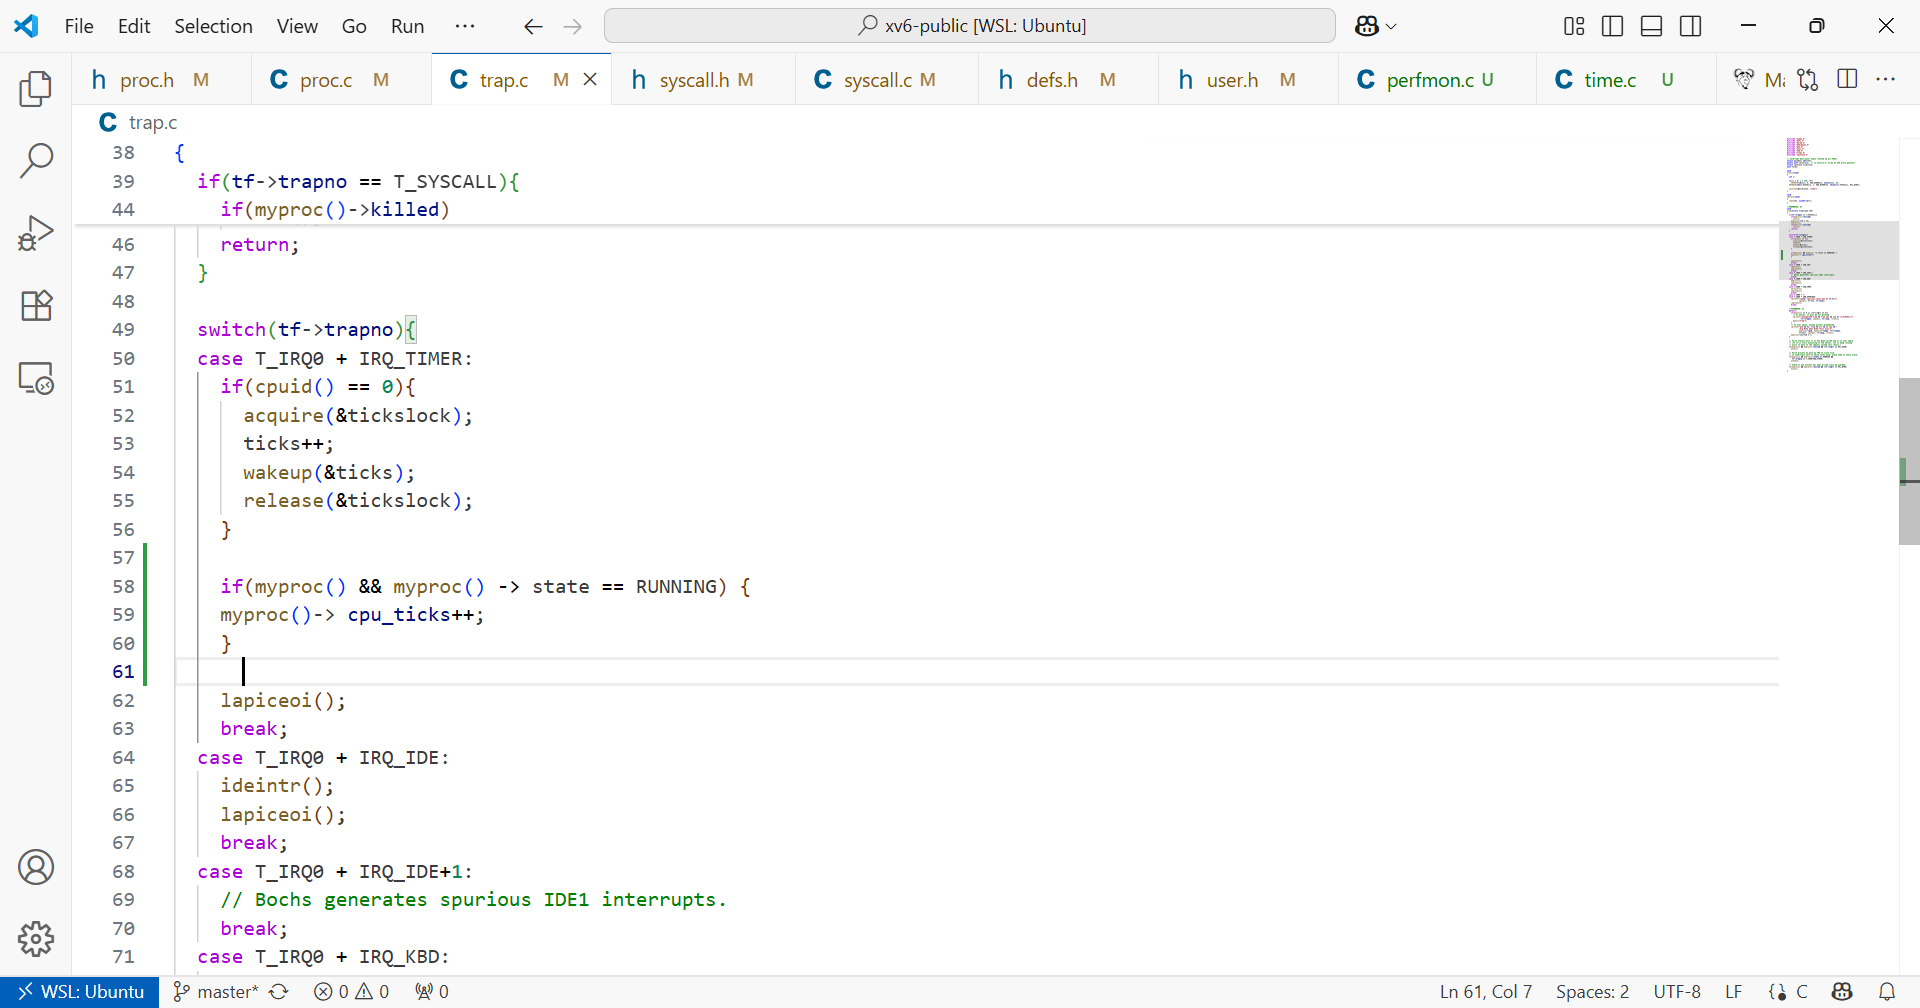 File Edit Selection View Go Run ··· xv6-public [WSL: Ubuntu]
h proc.h M C proc.c M C trap.c M h syscall.h M C syscall.c M h defs.h M h user.h M C perfmon.c U C time.c U Ma ···
C trap.c
38 {
39 if(tf->trapno == T_SYSCALL){
44 if(myproc()->killed)
46 return;
47 }
48
49 switch(tf->trapno){
50 case T_IRQ0 + IRQ_TIMER:
51 if(cpuid() == 0){
52 acquire(&tickslock);
53 ticks++;
54 wakeup(&ticks);
55 release(&tickslock);
56 }
57
58 if(myproc() && myproc() -> state == RUNNING) {
59 myproc()-> cpu_ticks++;
60 }
61
62 lapiceoi();
63 break;
64 case T_IRQ0 + IRQ_IDE:
65 ideintr();
66 lapiceoi();
67 break;
68 case T_IRQ0 + IRQ_IDE+1:
69 // Bochs generates spurious IDE1 interrupts.
70 break;
71 case T_IRQ0 + IRQ_KBD:
WSL: Ubuntu master* 0 0 0 Ln 61, Col 7 Spaces: 2 UTF-8 LF C